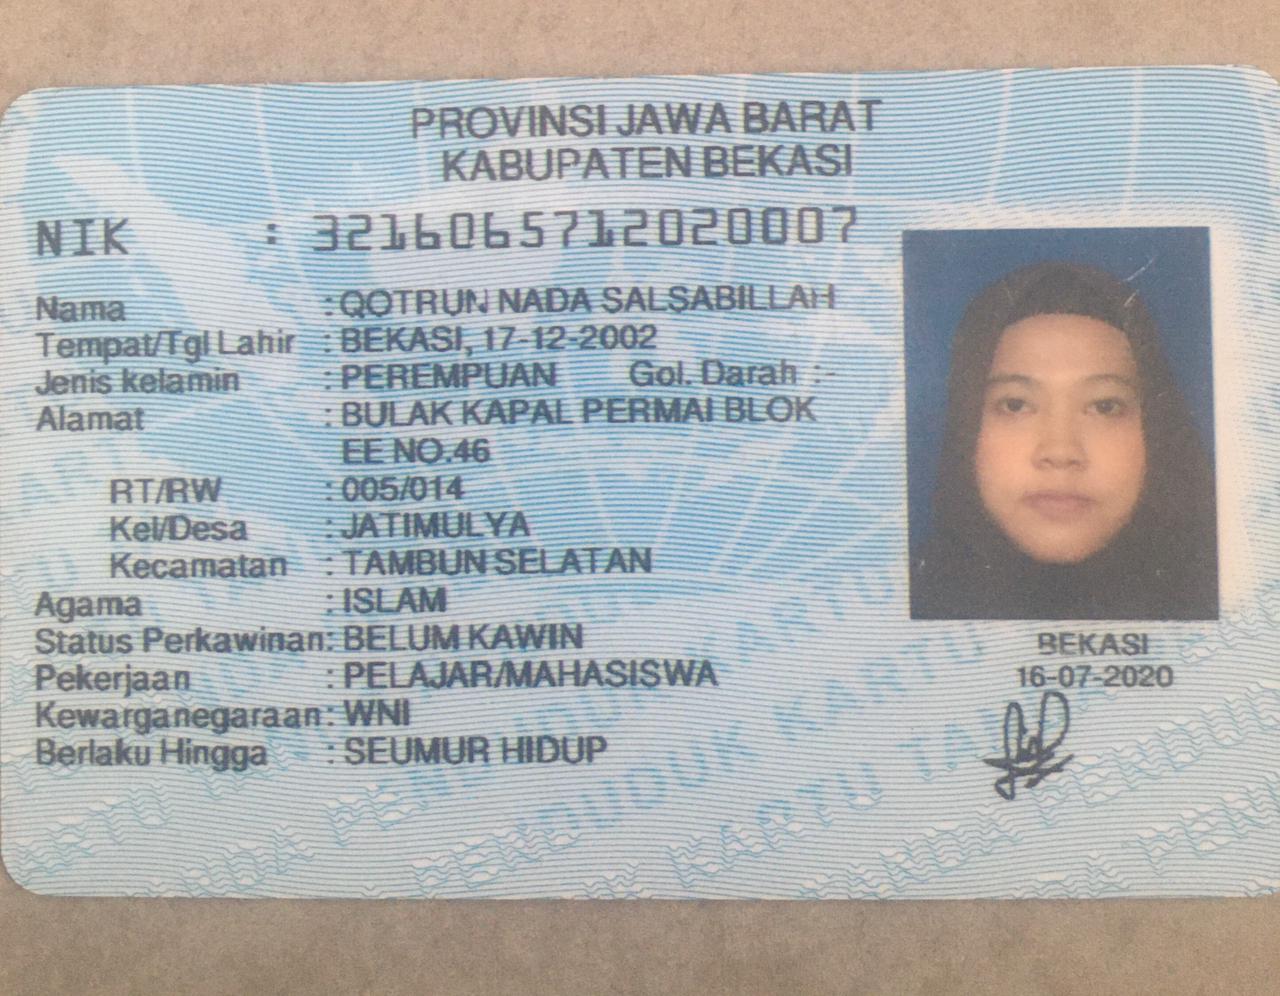 PROVINSI JAWA BARAT
KABUPATEN BEKASI
NIK : 3216065712020007
Nama : QOTRUN NADA SALSABILLAH
Tempat/Tgl Lahir : BEKASI, 17-12-2002
Jenis kelamin : PEREMPUAN Gol. Darah :-
Alamat : BULAK KAPAL PERMAI BLOK
EE NO.46
RT/RW : 005/014
Kel/Desa : JATIMULYA
Kecamatan : TAMBUN SELATAN
Agama : ISLAM
Status Perkawinan: BELUM KAWIN
Pekerjaan : PELAJAR/MAHASISWA
Kewarganegaraan: WNI
Berlaku Hingga : SEUMUR HIDUP
BEKASI
16-07-2020